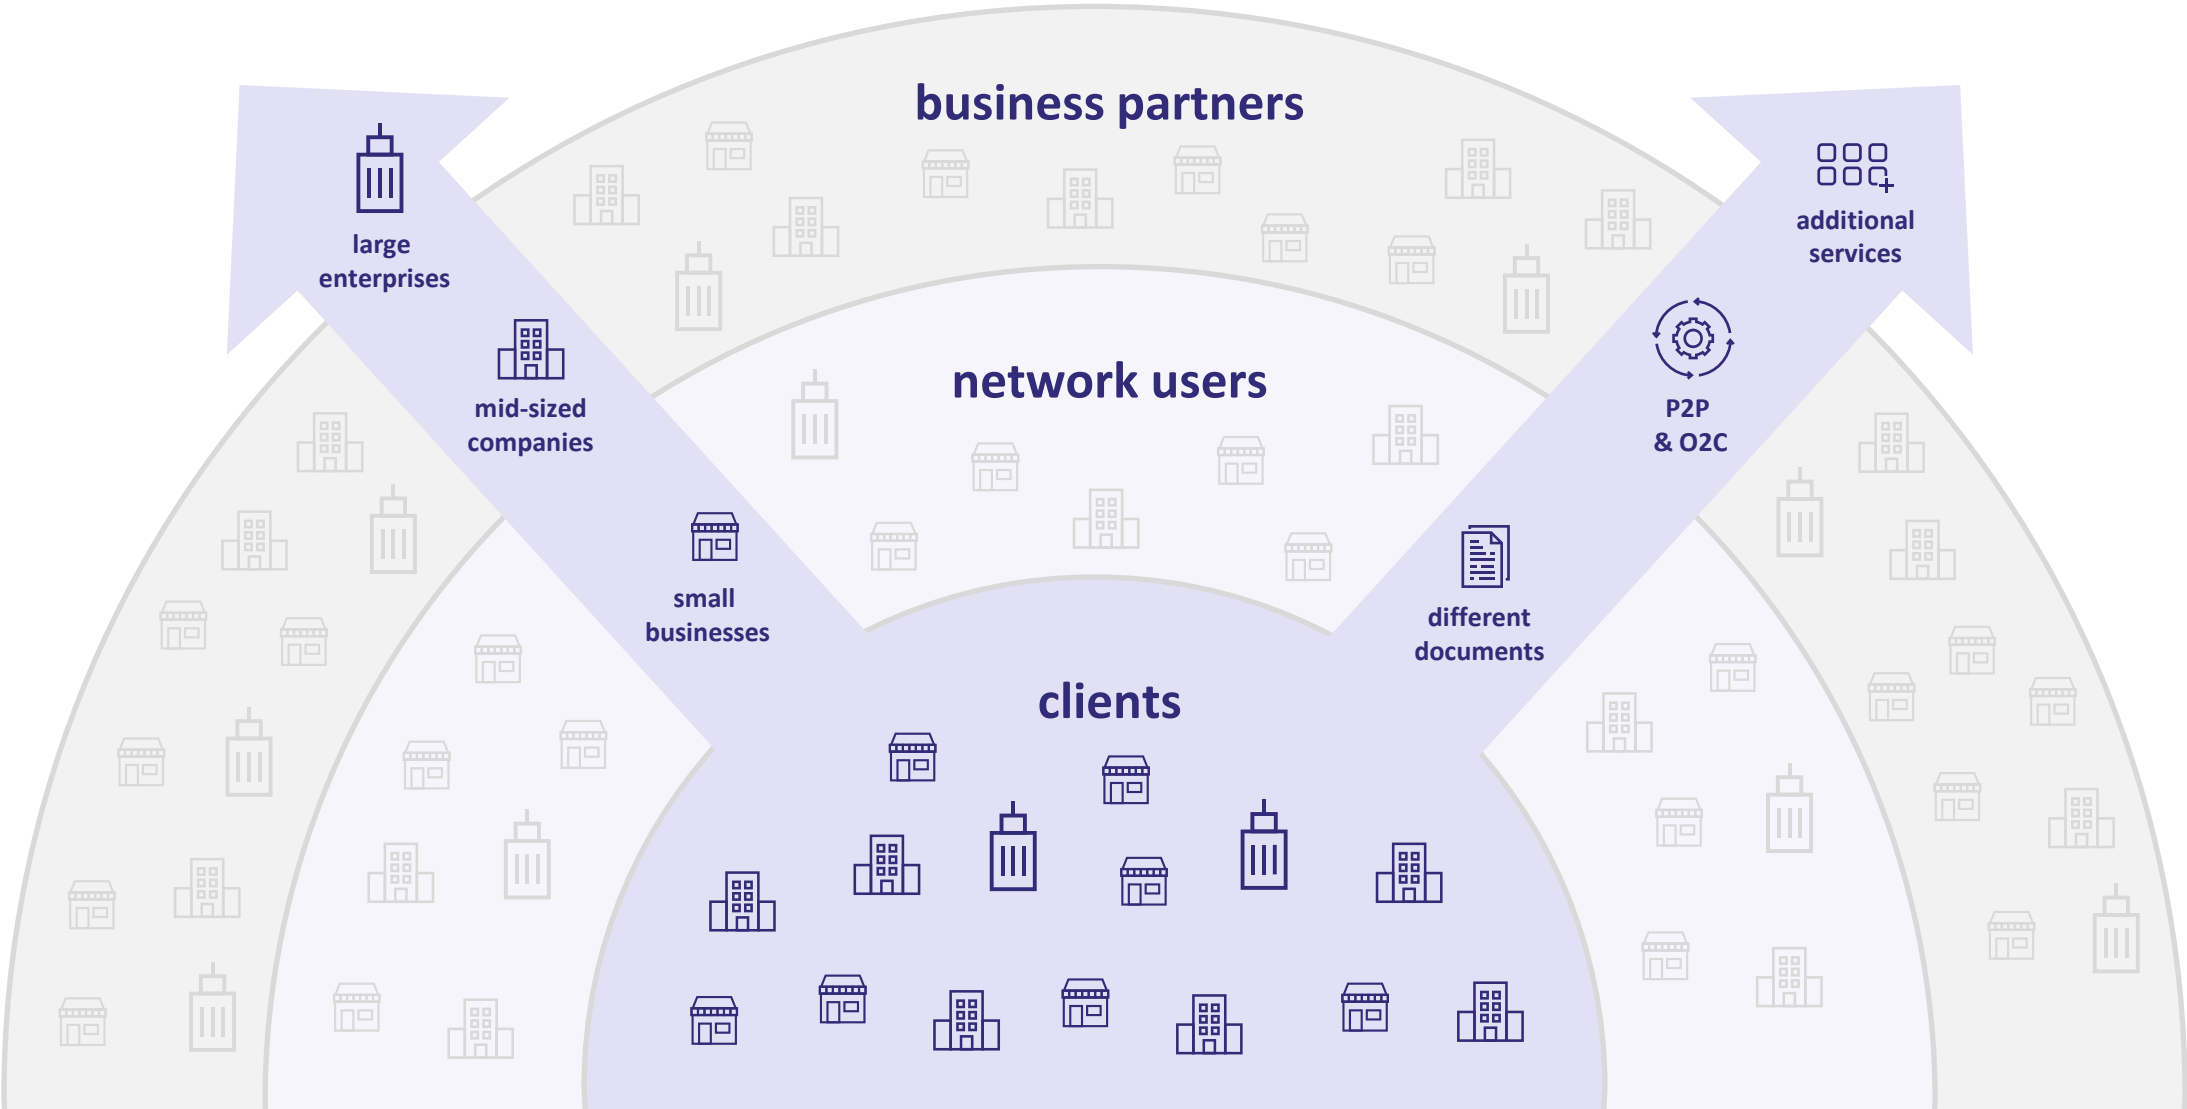 business partners
large
enterprises
additional
services
network users
mid-sized
companies
P2P
& O2C
small
businesses
different
documents
clients